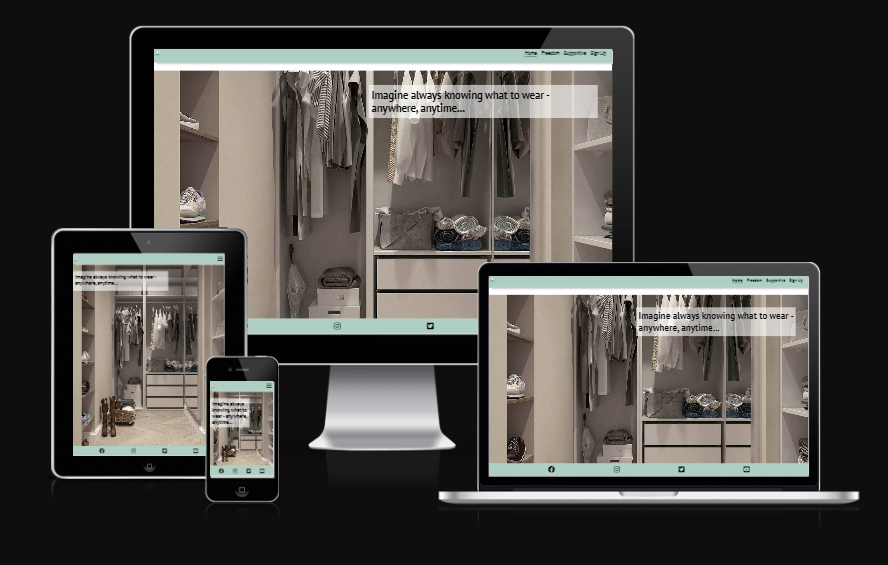 Home Freedom Supportive Sign Up
Imagine always knowing what to wear -
anywhere, anytime...
Imagine always knowing what to wear -
anywhere, anytime...
Imagine always
knowing what to
wear - anywhere,
anytime...
Home Freedom Supportive Sign Up
Imagine always knowing what to wear -
anywhere, anytime...